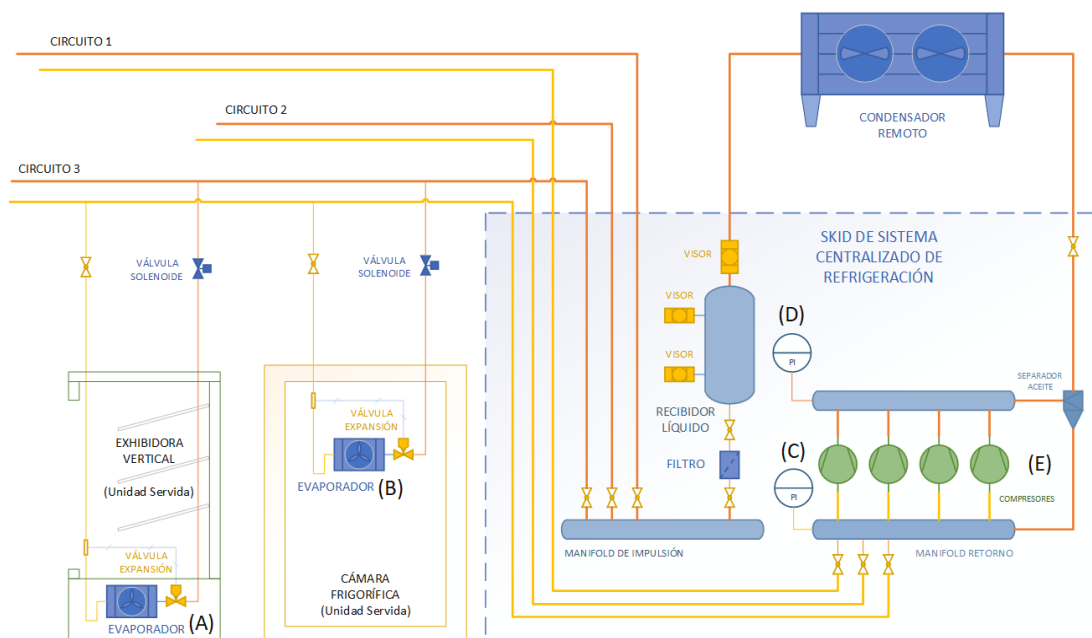 CIRCUITO 1
CIRCUITO 2
CIRCUITO 3
CONDENSADOR
REMOTO
SKID DE SISTEMA
CENTRALIZADO DE
REFRIGERACIÓN
VÁLVULA
SOLENOIDE
VÁLVULA
SOLENOIDE
VISOR
VISOR
VISOR
(D)
PI
SEPARADOR
ACEITE
RECIBIDOR
LÍQUIDO
FILTRO
(C)
PI
(E)
COMPRESORES
EXHIBIDORA
VERTICAL
(Unidad Servida)
VÁLVULA
EXPANSIÓN
EVAPORADOR
(B)
MANIFOLD DE IMPULSIÓN
MANIFOLD RETORNO
VÁLVULA
EXPANSIÓN
CÁMARA
FRIGORÍFICA
(Unidad Servida)
EVAPORADOR
(A)